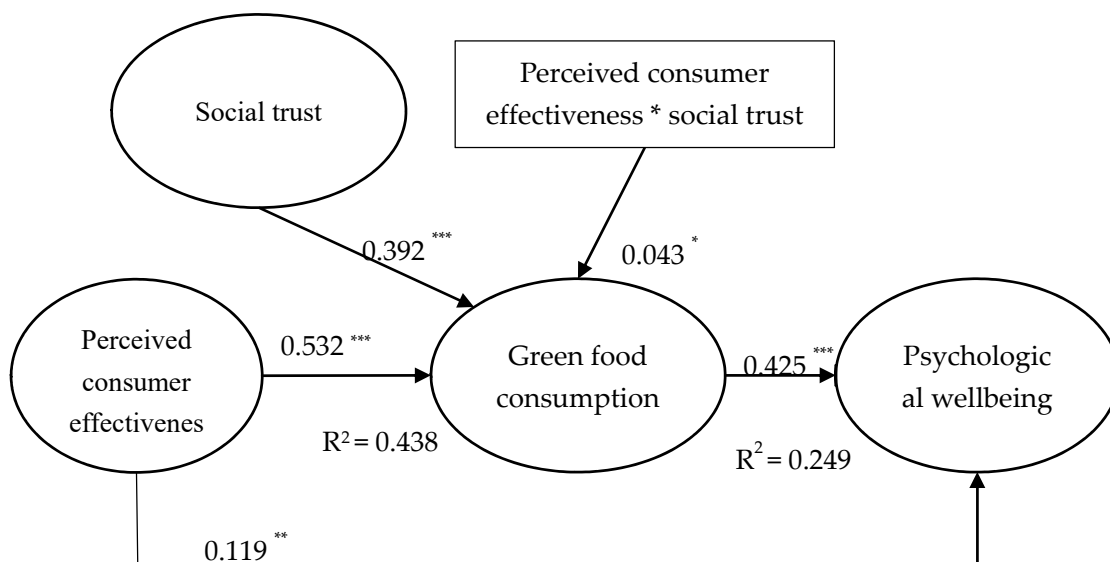 Social trust
Perceived consumer
effectiveness * social trust
0.392 ***
0.043 *
Perceived
consumer
effectivenes
0.532 ***
Green food
consumption
0.425 ***
Psychologic
al wellbeing
R² = 0.438
R² = 0.249
0.119 **